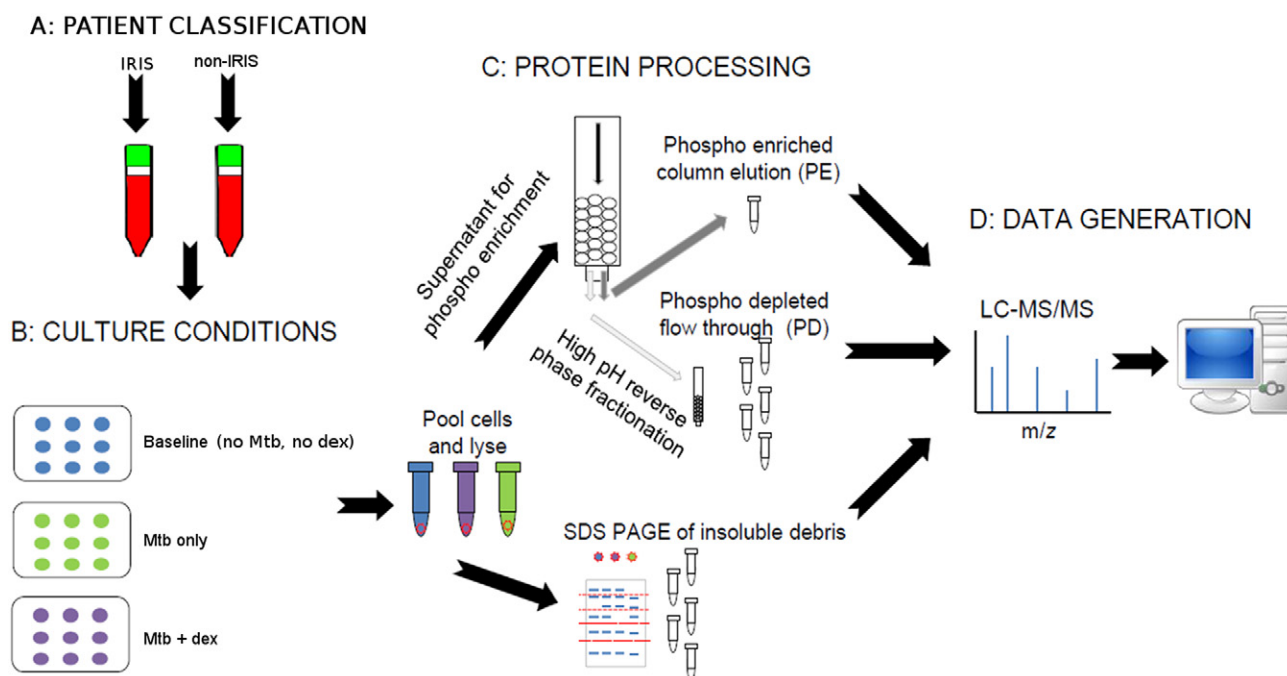 A: PATIENT CLASSIFICATION
IRIS
non-IRIS
B: CULTURE CONDITIONS
Baseline (no Mtb, no dex)
Mtb only
Mtb + dex
Pool cells
and lyse
C: PROTEIN PROCESSING
Supernatant for
phospho enrichment
Phospho enriched
column elution (PE)
Phospho depleted
flow through (PD)
High pH reverse
phase fractionation
SDS PAGE of insoluble debris
D: DATA GENERATION
LC-MS/MS
m/z